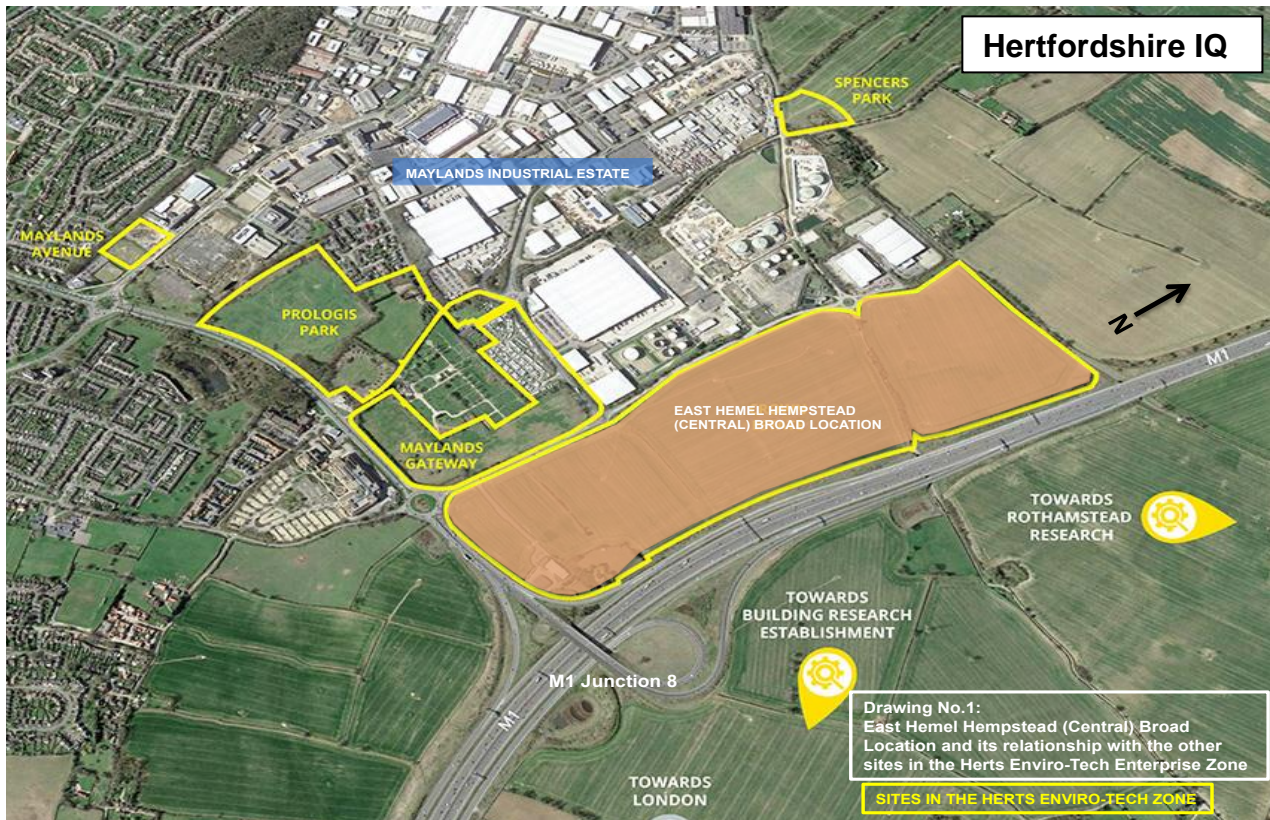 Hertfordshire IQ
SPENCERS
PARK
MAYLANDS INDUSTRIAL ESTATE
MAYLANDS
AVENUE
PROLOGIS
PARK
N
M1
EAST HEMEL HEMPSTEAD
(CENTRAL) BROAD LOCATION
MAYLANDS
GATEWAY
TOWARDS
ROTHAMSTEAD
RESEARCH
TOWARDS
BUILDING RESEARCH
ESTABLISHMENT
M1 Junction 8
M1
Drawing No.1:
East Hemel Hempstead (Central) Broad
Location and its relationship with the other
sites in the Herts Enviro-Tech Enterprise Zone
TOWARDS
LONDON
SITES IN THE HERTS ENVIRO-TECH ZONE